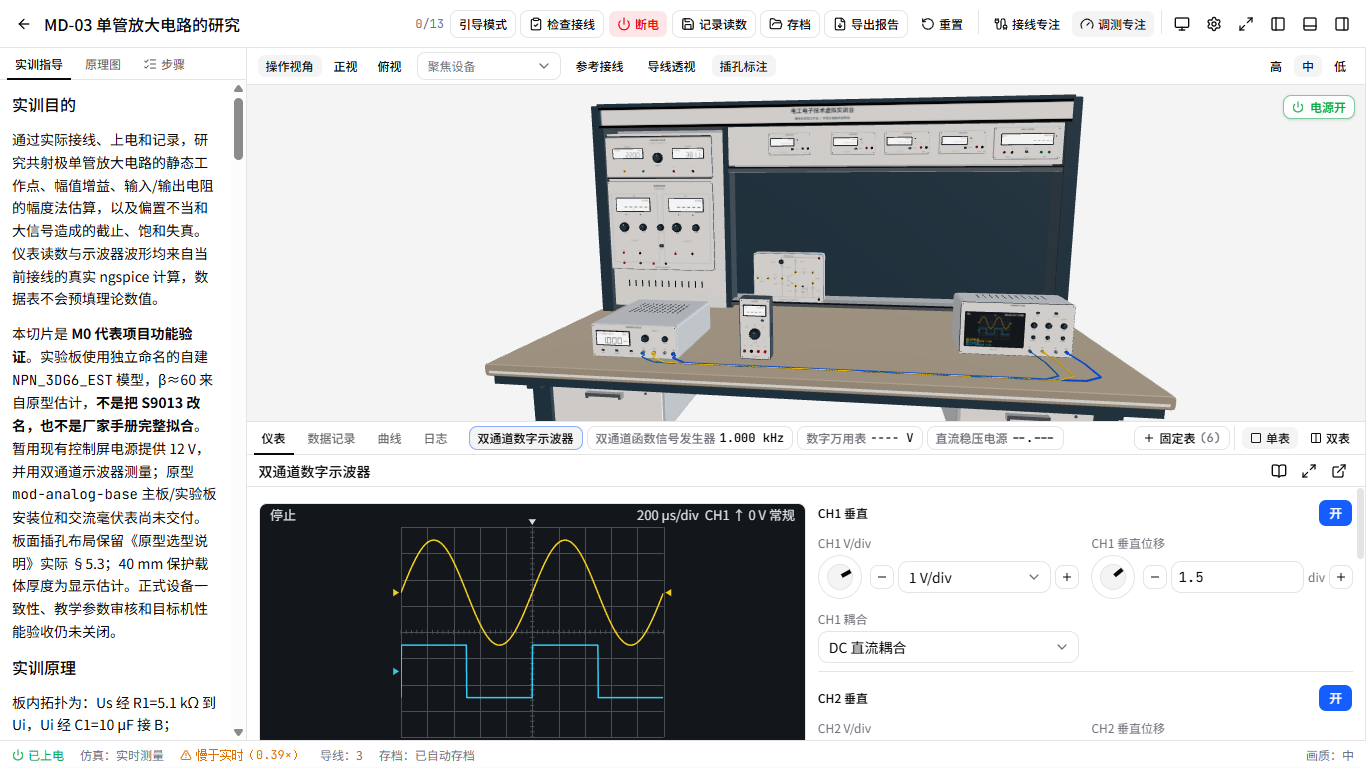 MD-03 单管放大电路的研究
0/13 引导模式 检查接线 断电 记录读数 存档 导出报告 重置 接线专注 调测专注
实训指导 原理图 步骤
操作视角 正视 俯视 聚焦设备 参考接线 导线透视 插孔标注 高 中 低
电源开
实训目的
通过实际接线、上电和记录，研
究共射极单管放大电路的静态工
作点、幅值增益、输入/输出电阻
的幅度法估算，以及偏置不当和
大信号造成的截止、饱和失真。
仪表读数与示波器波形均来自当
前接线的真实 ngspice 计算，数
据表不会预填理论数值。
本切片是 M0 代表项目功能验
证。实验板使用独立命名的自建
NPN_3DG6_EST 模型，β≈60 来
自原型估计，不是把 S9013 改
名，也不是厂家手册完整拟合。
暂用现有控制屏电源提供 12 V，
并用双通道示波器测量；原型
mod-analog-base 主板/实验板
安装位和交流毫伏表尚未交付。
板面插孔布局保留《原型选型说
明》实际 §5.3；40 mm 保护载
体厚度为显示估计。正式设备一
致性、教学参数审核和目标机性
能验收仍未关闭。
实训原理
板内拓扑为：Us 经 R1=5.1 kΩ 到
Ui，Ui 经 C1=10 μF 接 B；
电工电子技术虚拟实训台
仪表 数据记录 曲线 日志 双通道数字示波器 双通道函数信号发生器 1.000 kHz 数字万用表 ---- V 直流稳压电源 --.--- 固定表 (6) 单表 双表
双通道数字示波器
停止 200 μs/div CH1 ↑ 0 V 常规
CH1 垂直 开
CH1 V/div CH1 垂直位移
1 V/div 1.5 div
CH1 耦合
DC 直流耦合
CH2 垂直 开
CH2 V/div CH2 垂直位移
已上电 仿真：实时测量 慢于实时（0.39×） 导线：3 存档：已自动存档 画质：中